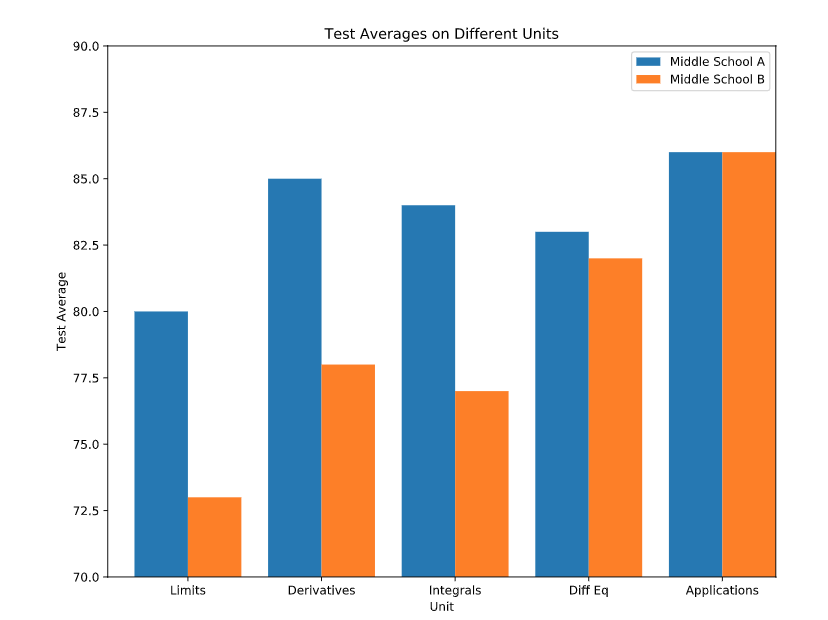 Test Averages on Different Units
Middle School A
Middle School B
Test Average
90.0
87.5
85.0
82.5
80.0
77.5
75.0
72.5
70.0
Limits
Derivatives
Integrals
Diff Eq
Applications
Unit